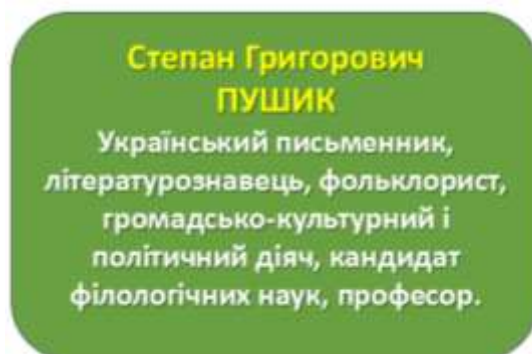 Степан Григорович
ПУШИК
Український письменник,
літературознавець, фольклорист,
громадсько-культурний і
політичний діяч, кандидат
філологічних наук, професор.